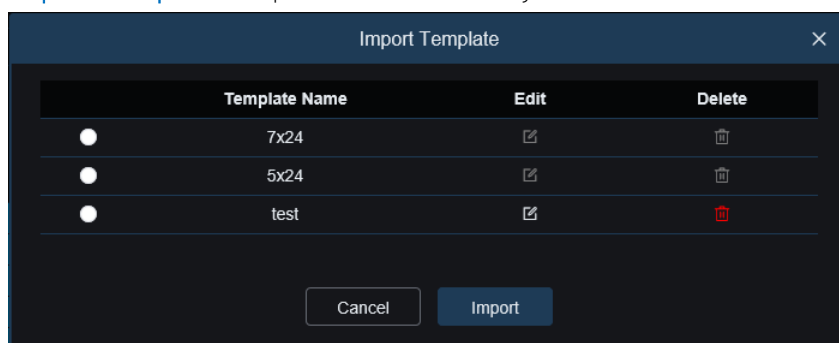 Import Template
Template Name Edit Delete
7x24
5x24
test
Cancel Import